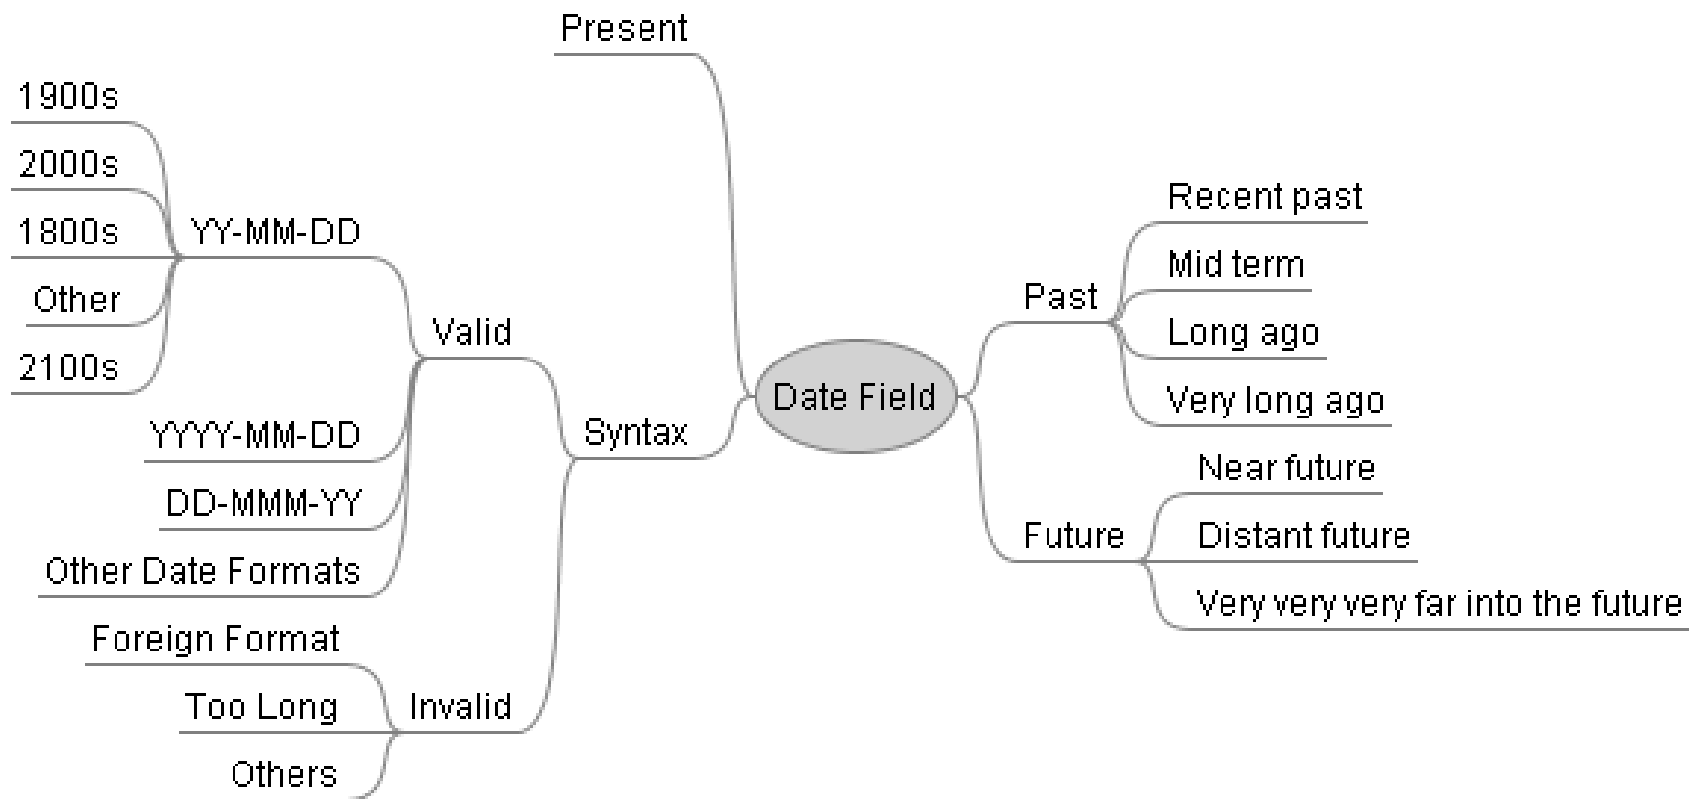 Present
1900s
2000s
1800s
Other
2100s
YY-MM-DD
YYYY-MM-DD
DD-MMM-YY
Other Date Formats
Valid
Syntax
Foreign Format
Too Long
Others
Invalid
Date Field
Past
Recent past
Mid term
Long ago
Very long ago
Future
Near future
Distant future
Very very very far into the future